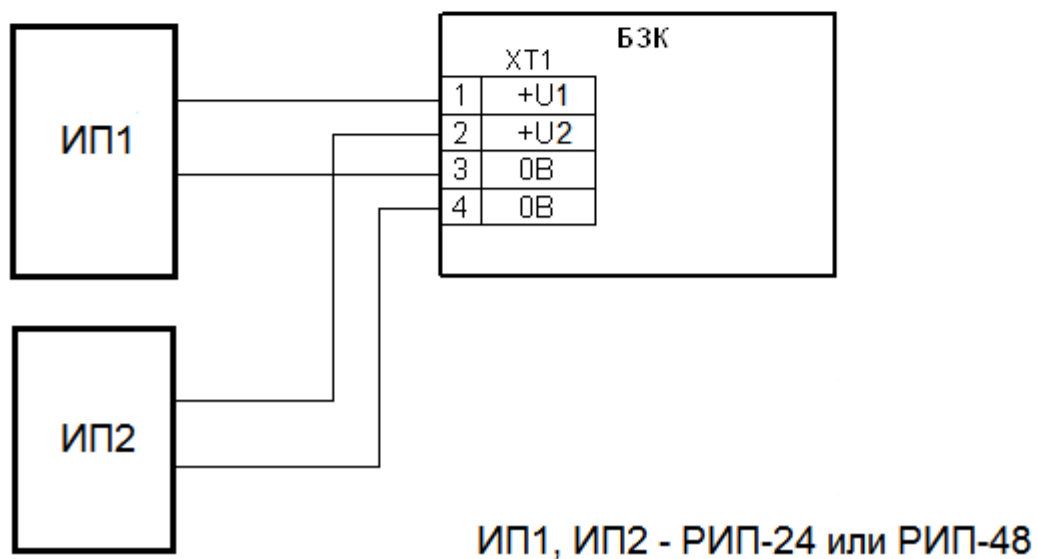 БЗК
XT1
1 +U1
2 +U2
3 0В
4 0В
ИП1
ИП2
ИП1, ИП2 - РИП-24 или РИП-48